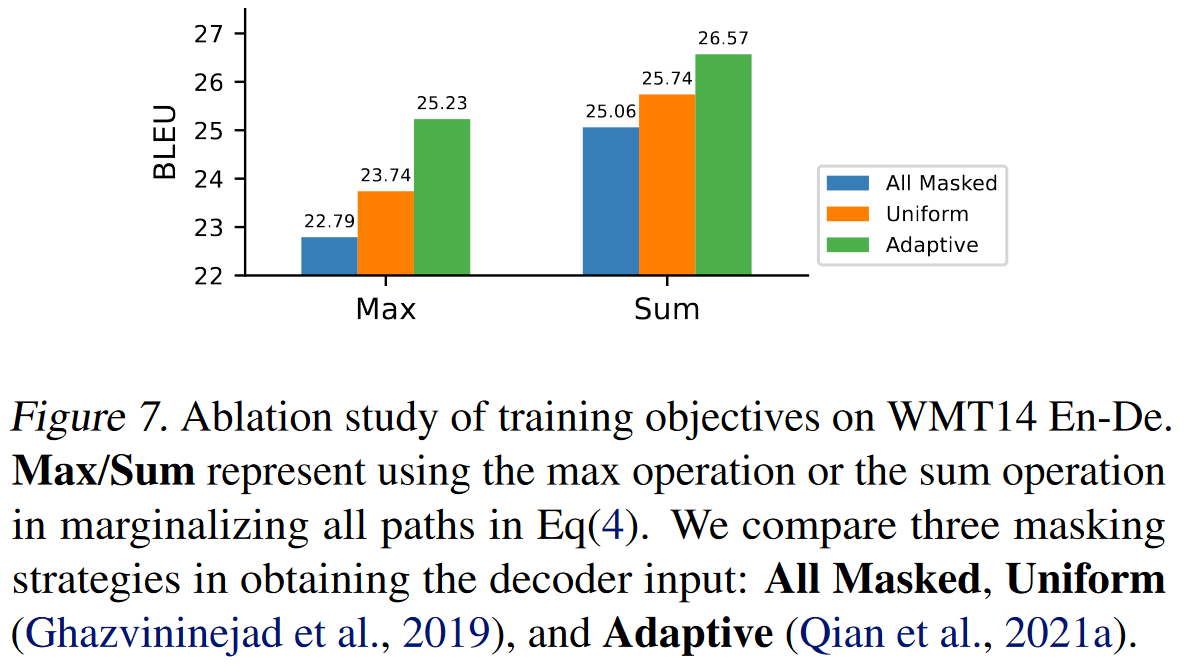 27
26
25
24
23
22
BLEU
22.79
23.74
25.23
25.06
25.74
26.57
Max
Sum
All Masked
Uniform
Adaptive
Figure 7. Ablation study of training objectives on WMT14 En-De.
Max/Sum represent using the max operation or the sum operation
in marginalizing all paths in Eq(4). We compare three masking
strategies in obtaining the decoder input: All Masked, Uniform
(Ghazvininejad et al., 2019), and Adaptive (Qian et al., 2021a).